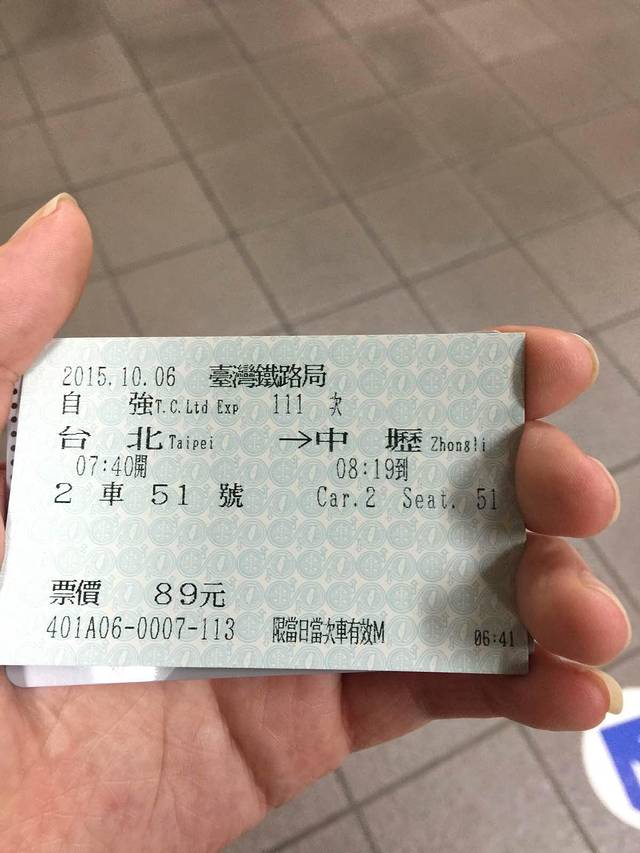 2015.10.06 臺灣鐵路局
自 強 T.C.Ltd Exp 111 次
台 北 Taipei →中 壢 Zhongli
07:40開 08:19到
2 車 51 號 Car.2 Seat. 51
票價 89元
401A06-0007-113 限當日當次車有效M 06:41